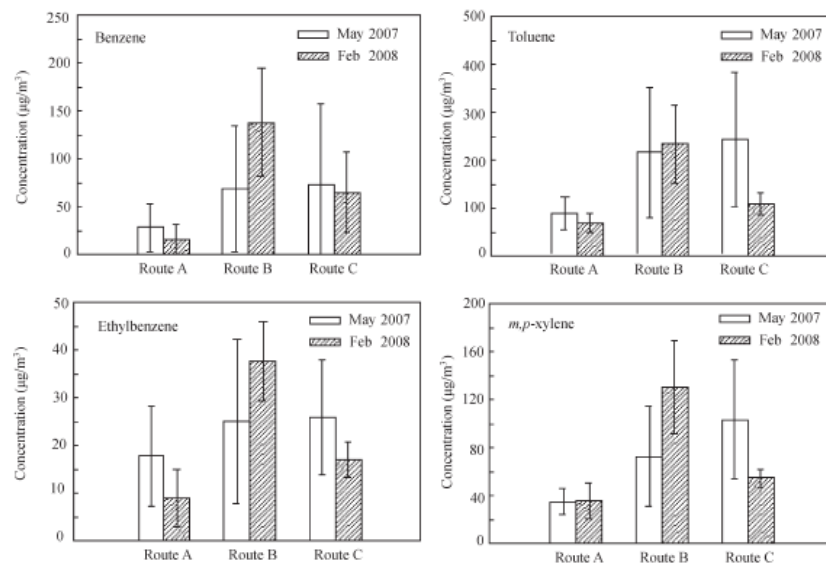 Benzene
May 2007
Feb 2008
Concentration (μg/m³)
250
200
150
100
50
0
Route A Route B Route C
Toluene
May 2007
Feb 2008
Concentration (μg/m³)
500
400
300
200
100
0
Route A Route B Route C
Ethylbenzene
May 2007
Feb 2008
Concentration (μg/m³)
50
40
30
20
10
0
Route A Route B Route C
m,p-xylene
May 2007
Feb 2008
Concentration (μg/m³)
200
160
120
80
40
0
Route A Route B Route C